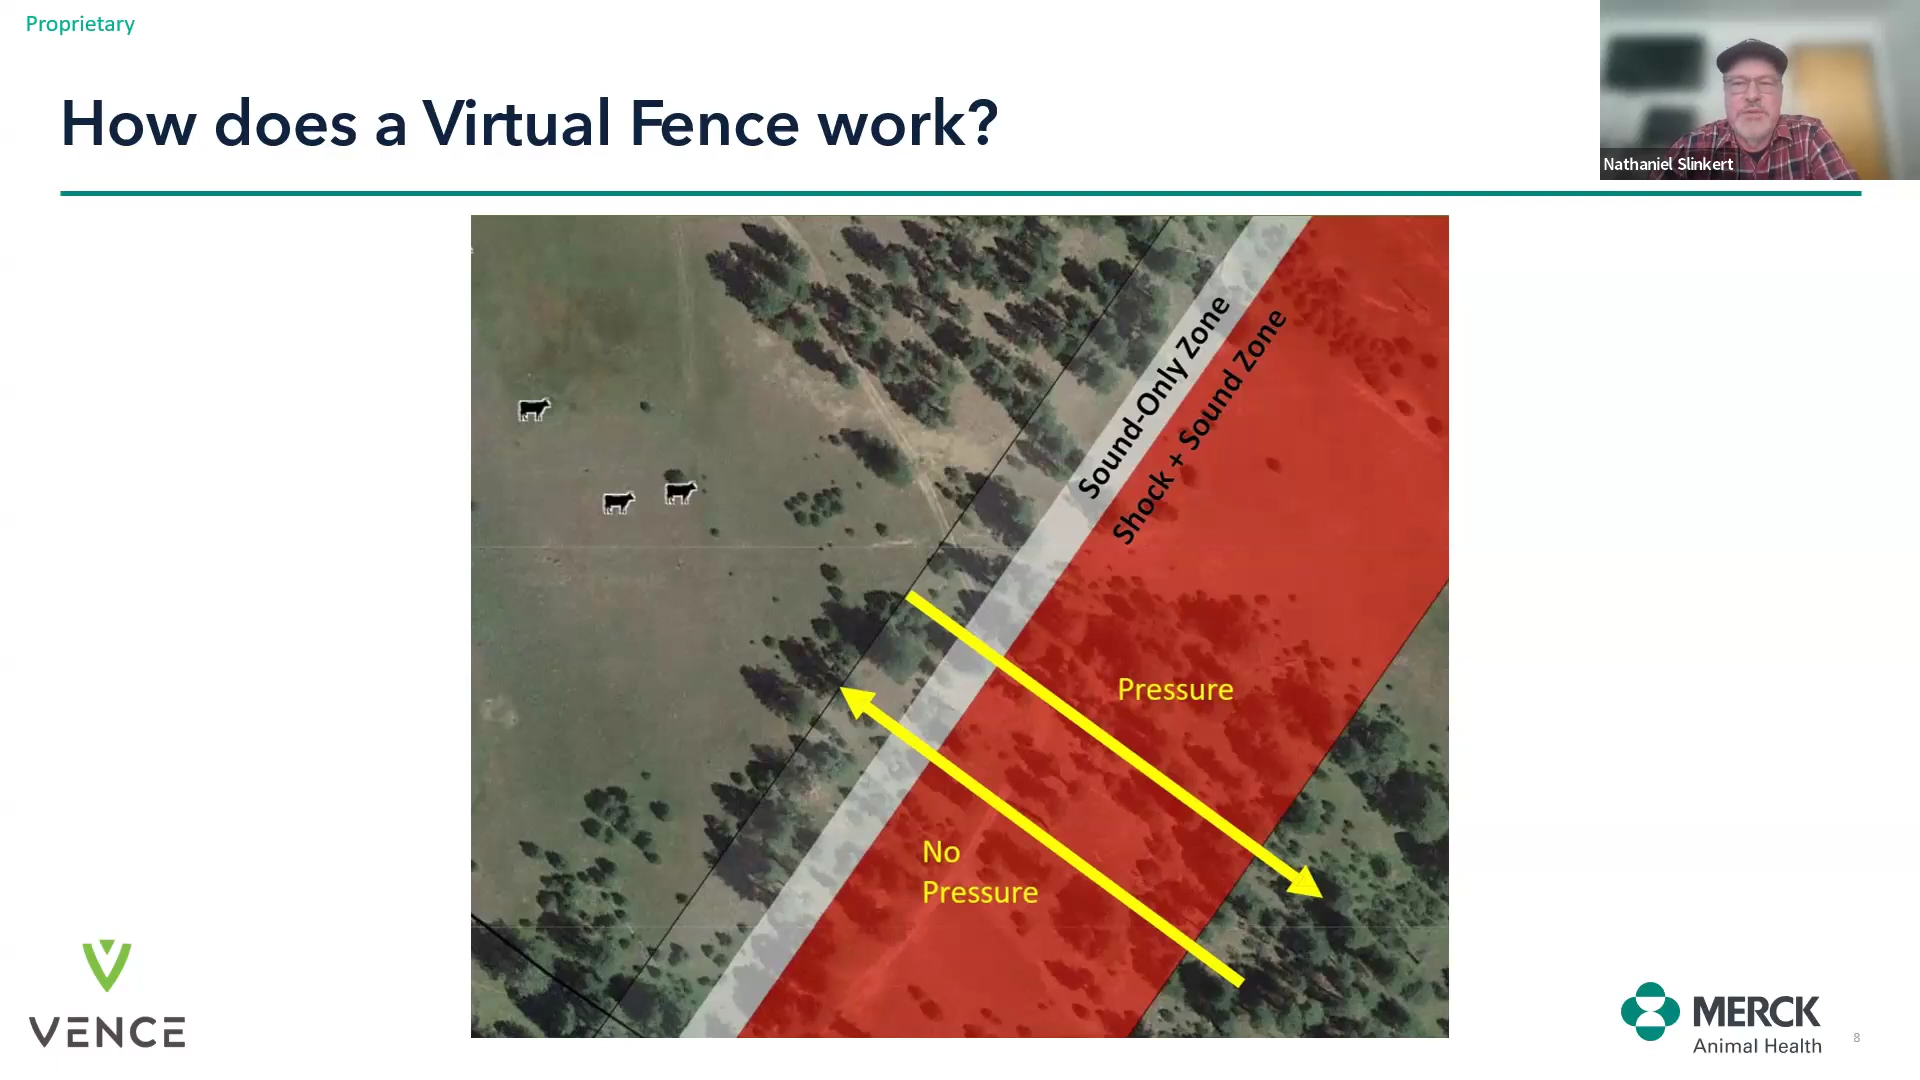 Proprietary
How does a Virtual Fence work?
Nathaniel Slinkert
Sound-Only Zone
Shock + Sound Zone
Pressure
No
Pressure
VENCE
MERCK
Animal Health
8